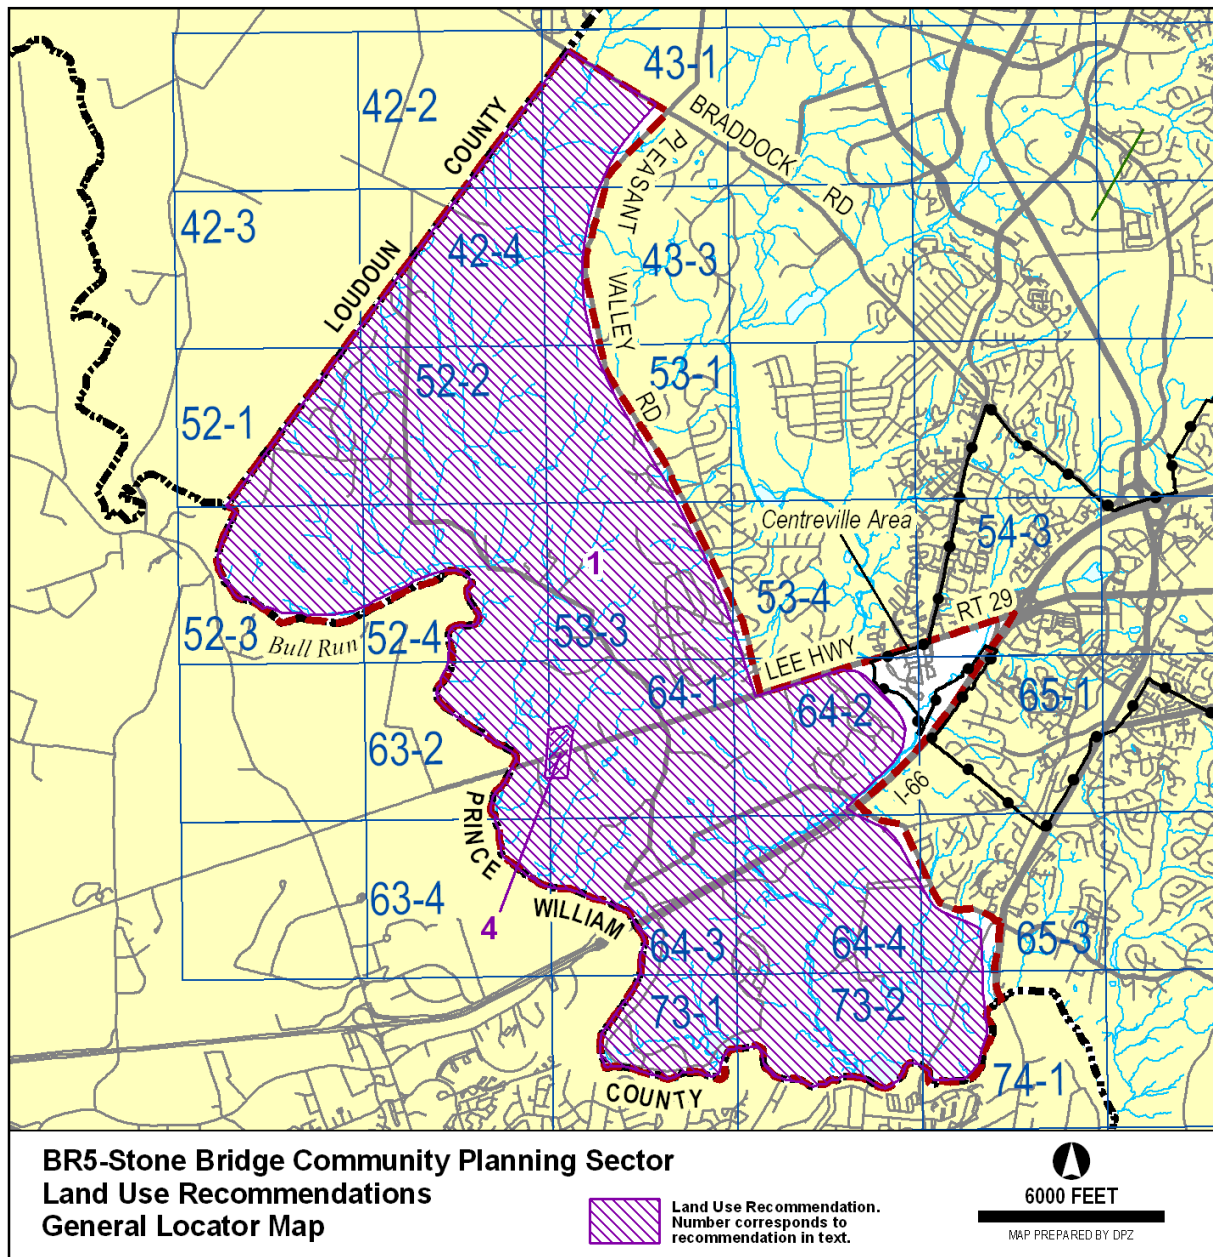 43-1
42-2
BRADDOCK RD
COUNTY
PLEASANT VALLEY RD
42-3
42-4
43-3
LOUDOUN
52-2
53-1
52-1
Centreville Area
54-3
1
53-4
RT 29
52-3
Bull Run
52-4
53-3
LEE HWY
64-1
64-2
65-1
63-2
I-66
PRINCE
63-4
4
WILLIAM
64-3
64-4
65-3
73-1
73-2
74-1
COUNTY
BR5-Stone Bridge Community Planning Sector
Land Use Recommendations
General Locator Map
Land Use Recommendation.
Number corresponds to
recommendation in text.
6000 FEET
MAP PREPARED BY DPZ